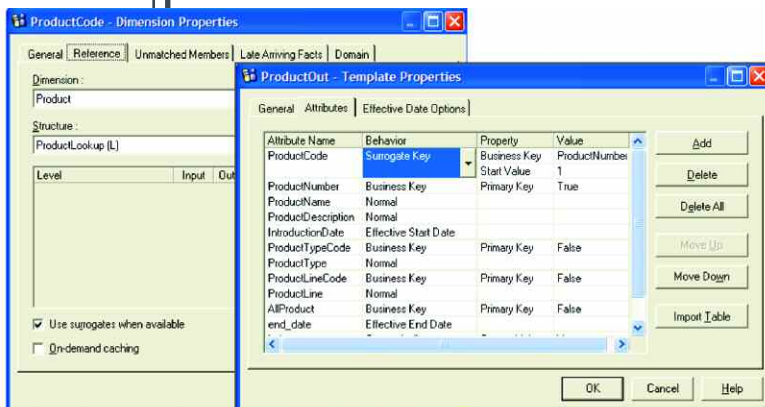 ProductCode - Dimension Properties
General Reference Unmatched Members Late Arriving Facts Domain
Dimension :
Product
Structure :
ProductLookup (L)
Level Input
Use surrogates when available
On-demand caching
ProductOut - Template Properties
General Attributes Effective Date Options
Attribute Name Behavior Property Value
ProductCode Surrogate Key Business Key ProductNumber
Start Value 1
ProductNumber Business Key Primary Key True
ProductName Normal
ProductDescription Normal
IntroductionDate Effective Start Date
ProductTypeCode Business Key Primary Key False
ProductType Normal
ProductLineCode Business Key Primary Key False
ProductLine Normal
AllProduct Business Key Primary Key False
end_date Effective End Date
Add
Delete
Delete All
Move Up
Move Down
Import Table
OK Cancel Help